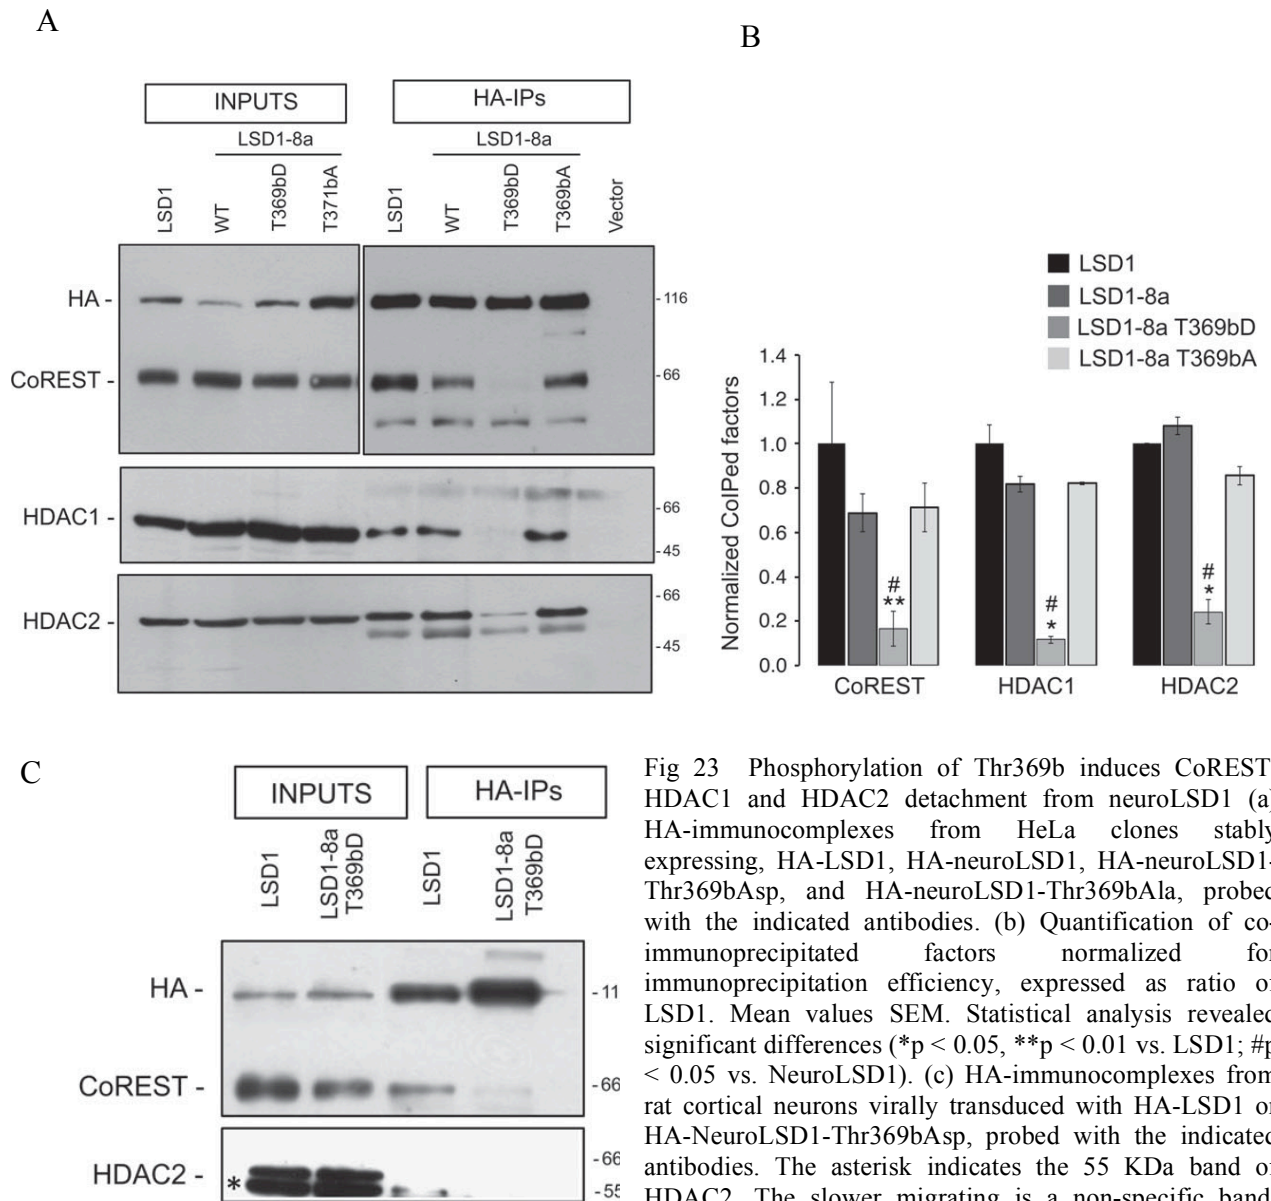 A
INPUTS
HA-IPs
LSD1-8a
LSD1-8a
LSD1
WT
T369bD
T371bA
LSD1
WT
T369bD
T369bA
Vector
HA -
-116
CoREST -
-66
HDAC1 -
-66
-45
HDAC2 -
-66
-45
B
LSD1
LSD1-8a
LSD1-8a T369bD
LSD1-8a T369bA
Normalized CoIPed factors
1.4
1.2
1.0
0.8
0.6
0.4
0.2
0.0
#
**
#
*
#
*
CoREST
HDAC1
HDAC2
C
INPUTS
HA-IPs
LSD1
LSD1-8a
T369bD
LSD1
LSD1-8a
T369bD
HA -
-11
CoREST -
-66
HDAC2 -
*
-66
-55
Fig 23 Phosphorylation of Thr369b induces CoREST
HDAC1 and HDAC2 detachment from neuroLSD1 (a)
HA-immunocomplexes from HeLa clones stably
expressing, HA-LSD1, HA-neuroLSD1, HA-neuroLSD1-
Thr369bAsp, and HA-neuroLSD1-Thr369bAla, probed
with the indicated antibodies. (b) Quantification of co-
immunoprecipitated factors normalized for
immunoprecipitation efficiency, expressed as ratio of
LSD1. Mean values SEM. Statistical analysis revealed
significant differences (*p < 0.05, **p < 0.01 vs. LSD1; #p
< 0.05 vs. NeuroLSD1). (c) HA-immunocomplexes from
rat cortical neurons virally transduced with HA-LSD1 or
HA-NeuroLSD1-Thr369bAsp, probed with the indicated
antibodies. The asterisk indicates the 55 KDa band of
HDAC2. The slower migrating is a non-specific band